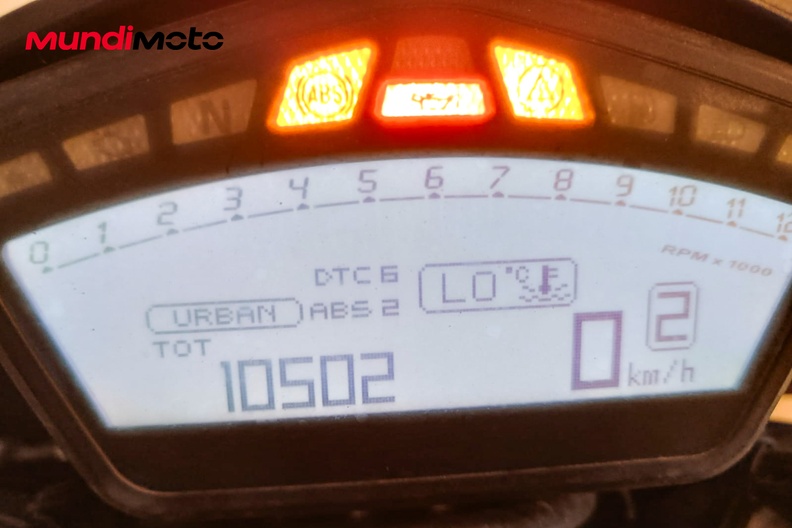 MUNDIMOTO
ABS
N
0 1 2 3 4 5 6 7 8 9 10 11 12
RPM x 1000
DTC 6
LO °C
URBAN ABS 2
2
TOT
10502
0 km/h